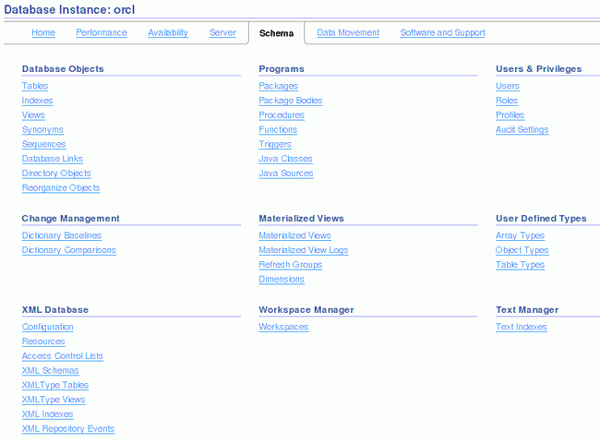 Database Instance: orcl
Home Performance Availability Server Schema Data Movement Software and Support
Database Objects
Tables
Indexes
Views
Synonyms
Sequences
Database Links
Directory Objects
Reorganize Objects
Programs
Packages
Package Bodies
Procedures
Functions
Triggers
Java Classes
Java Sources
Users & Privileges
Users
Roles
Profiles
Audit Settings
Change Management
Dictionary Baselines
Dictionary Comparisons
Materialized Views
Materialized Views
Materialized View Logs
Refresh Groups
Dimensions
User Defined Types
Array Types
Object Types
Table Types
XML Database
Configuration
Resources
Access Control Lists
XML Schemas
XMLType Tables
XMLType Views
XML Indexes
XML Repository Events
Workspace Manager
Workspaces
Text Manager
Text Indexes